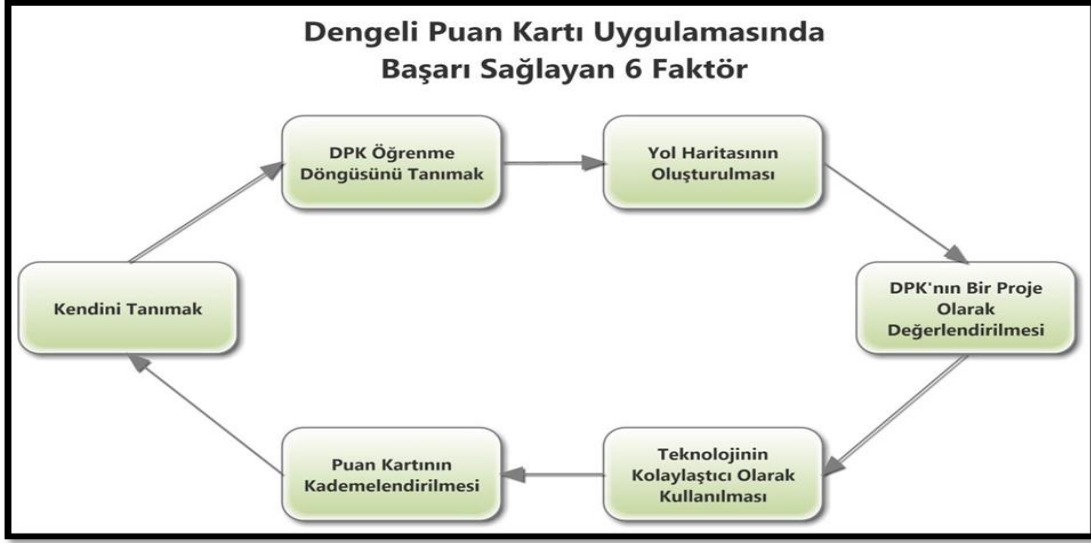 Dengeli Puan Kartı Uygulamasında
Başarı Sağlayan 6 Faktör
DPK Öğrenme
Döngüsünü Tanımak
Yol Haritasının
Oluşturulması
Kendini Tanımak
DPK'nın Bir Proje
Olarak
Değerlendirilmesi
Puan Kartının
Kademelendirilmesi
Teknolojinin
Kolaylaştıcı Olarak
Kullanılması